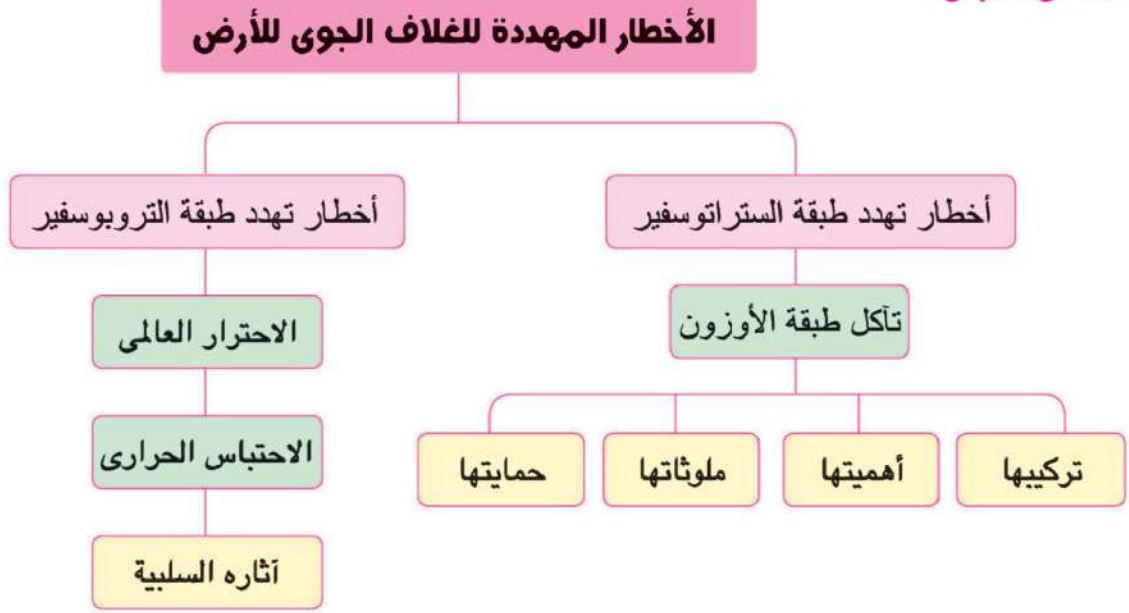 الأخطار المهددة للغلاف الجوى للأرض
أخطار تهدد طبقة الستراتوسفير
أخطار تهدد طبقة التروبوسفير
تآكل طبقة الأوزون
الاحترار العالمى
تركيبها
أهميتها
ملوثاتها
حمايتها
الاحتباس الحرارى
آثاره السلبية